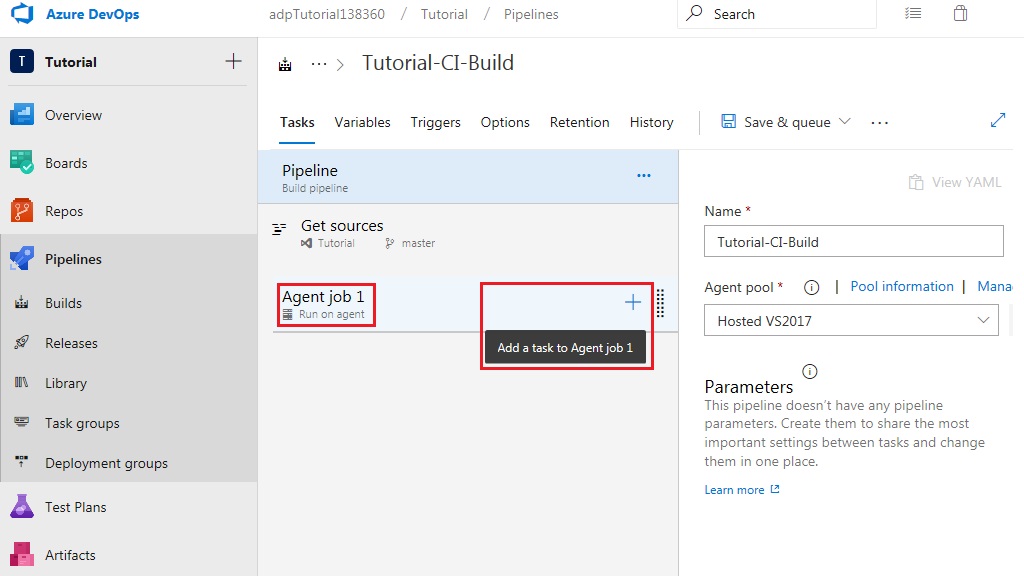 Azure DevOps
adpTutorial138360 / Tutorial / Pipelines
Search
T Tutorial
Overview
Boards
Repos
Pipelines
Builds
Releases
Library
Task groups
Deployment groups
Test Plans
Artifacts
Tutorial-CI-Build
Tasks Variables Triggers Options Retention History
Save & queue
Pipeline
Build pipeline
Get sources
Tutorial master
Agent job 1
Run on agent
Add a task to Agent job 1
View YAML
Name *
Tutorial-CI-Build
Agent pool * | Pool information | Mana
Hosted VS2017
Parameters
This pipeline doesn't have any pipeline
parameters. Create them to share the most
important settings between tasks and change
them in one place.
Learn more